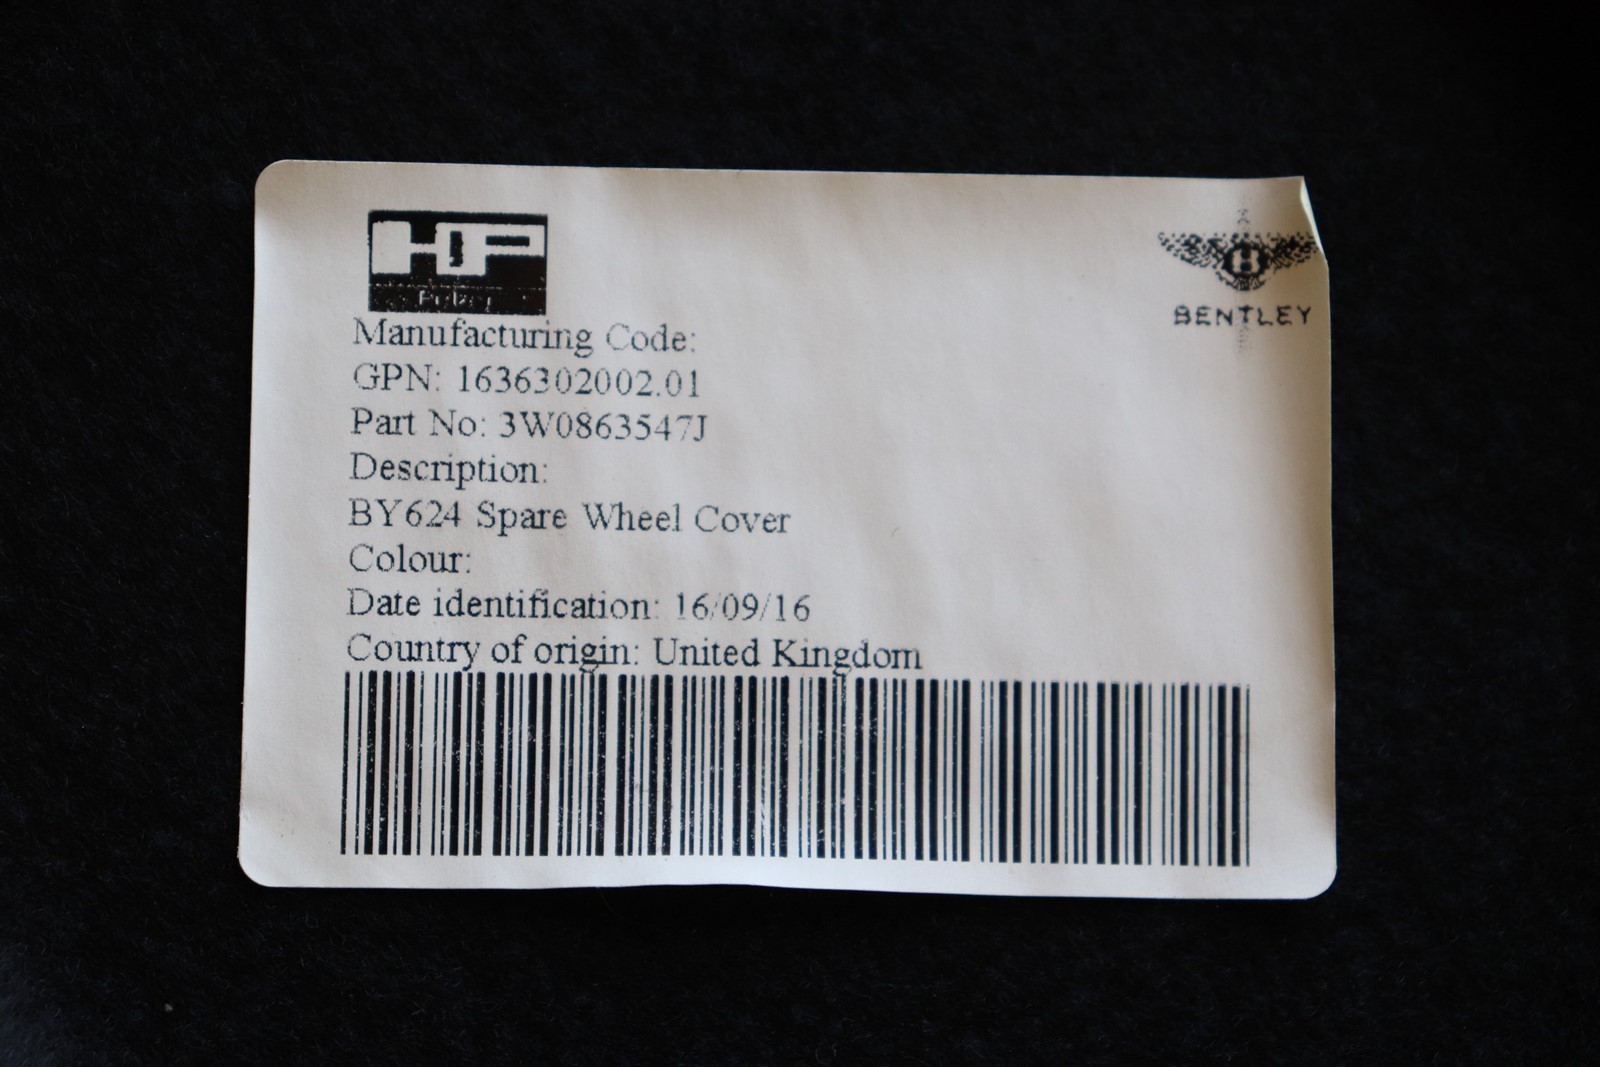 HP
Pelzer
BENTLEY
Manufacturing Code:
GPN: 1636302002.01
Part No: 3W0863547J
Description:
BY624 Spare Wheel Cover
Colour:
Date identification: 16/09/16
Country of origin: United Kingdom